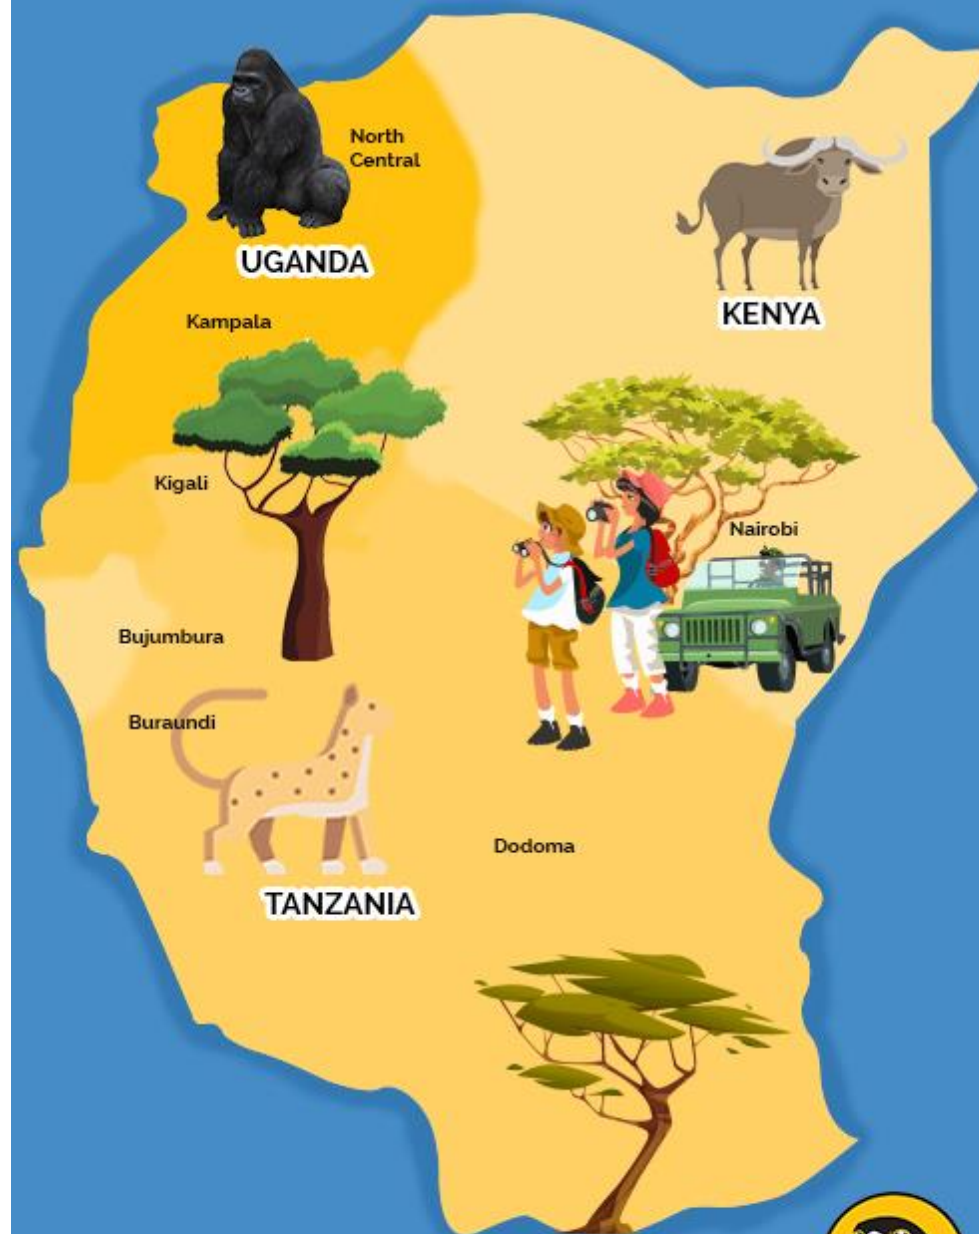 North
Central
UGANDA
KENYA
Kampala
Kigali
Nairobi
Bujumbura
Buraundi
Dodoma
TANZANIA